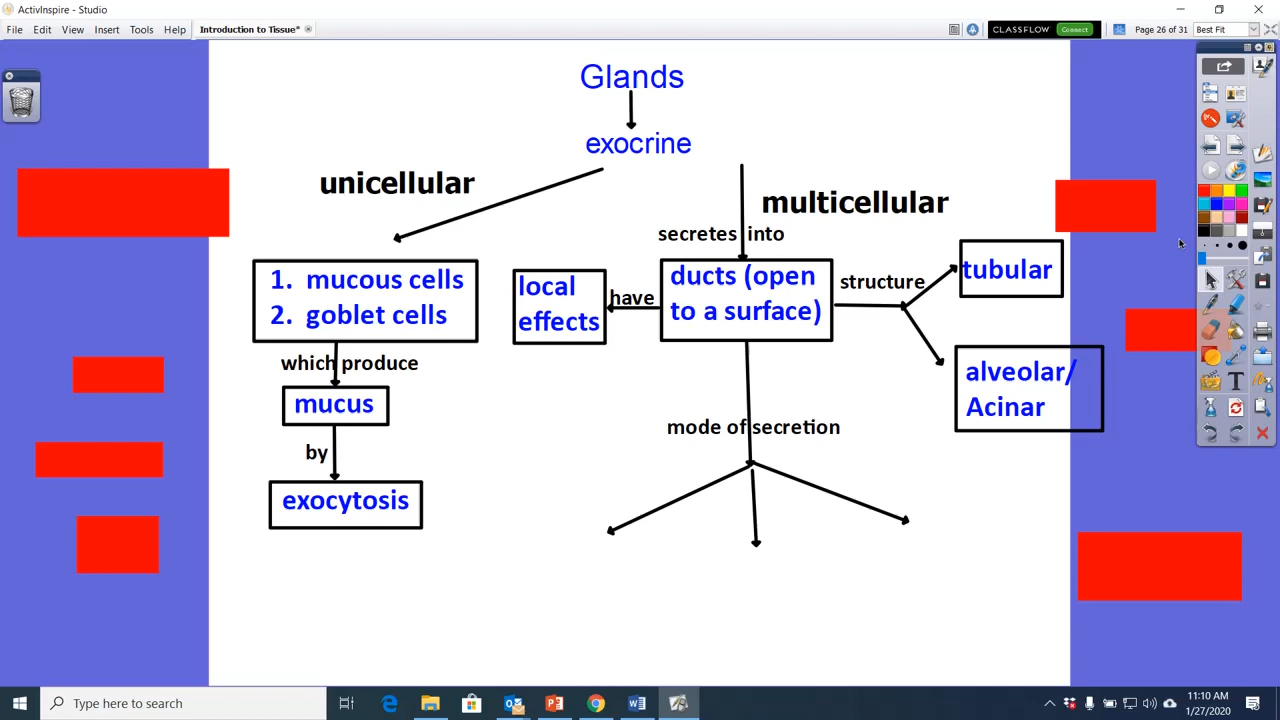 ActivInspire - Studio
File Edit View Insert Tools Help
Introduction to Tissue*
CLASSFLOW Connect
Page 26 of 31
Best Fit
Glands
exocrine
unicellular
multicellular
secretes into
1. mucous cells
2. goblet cells
local
effects
have
ducts (open
to a surface)
structure
tubular
alveolar/
Acinar
which produce
mucus
by
exocytosis
mode of secretion
Type here to search
11:10 AM
1/27/2020